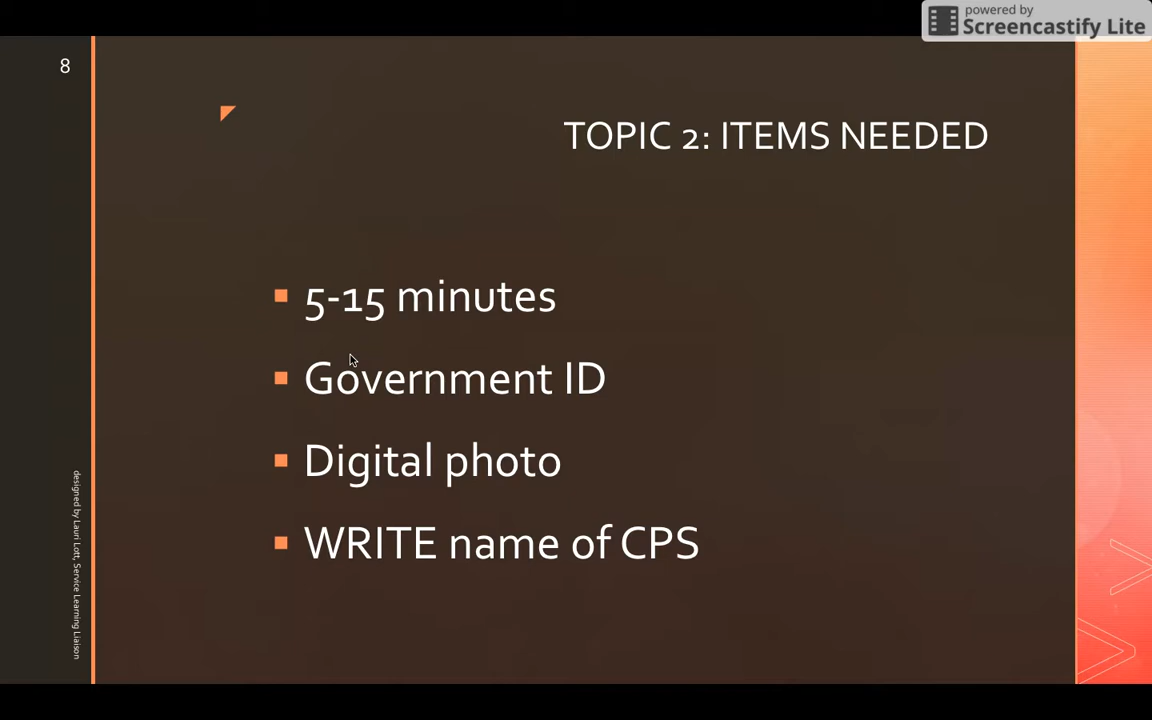 powered by
Screencastify Lite
8
TOPIC 2: ITEMS NEEDED
5-15 minutes
Government ID
Digital photo
WRITE name of CPS
designed by Lauri Lott, Service Learning Liaison